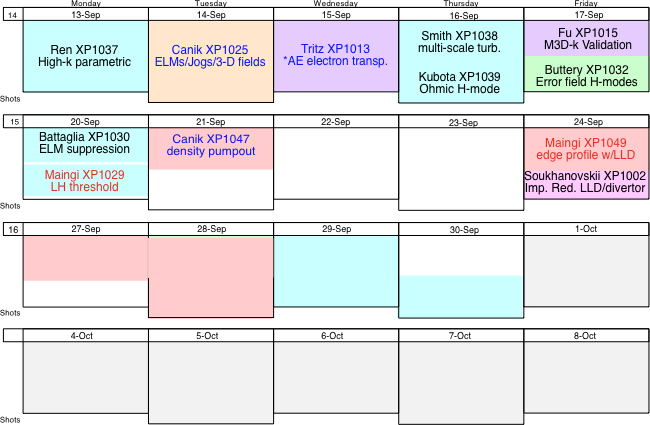 Monday Tuesday Wednesday Thursday Friday
14 13-Sep 14-Sep 15-Sep 16-Sep 17-Sep
Ren XP1037
High-k parametric
Canik XP1025
ELMs/Jogs/3-D fields
Tritz XP1013
*AE electron transp.
Smith XP1038
multi-scale turb.
Kubota XP1039
Ohmic H-mode
Fu XP1015
M3D-k Validation
Buttery XP1032
Error field H-modes
Shots
15 20-Sep 21-Sep 22-Sep 23-Sep 24-Sep
Battaglia XP1030
ELM suppression
Maingi XP1029
LH threshold
Canik XP1047
density pumpout
Maingi XP1049
edge profile w/LLD
Soukhanovskii XP1002
Imp. Red. LLD/divertor
Shots
16 27-Sep 28-Sep 29-Sep 30-Sep 1-Oct
Shots
4-Oct 5-Oct 6-Oct 7-Oct 8-Oct
Shots